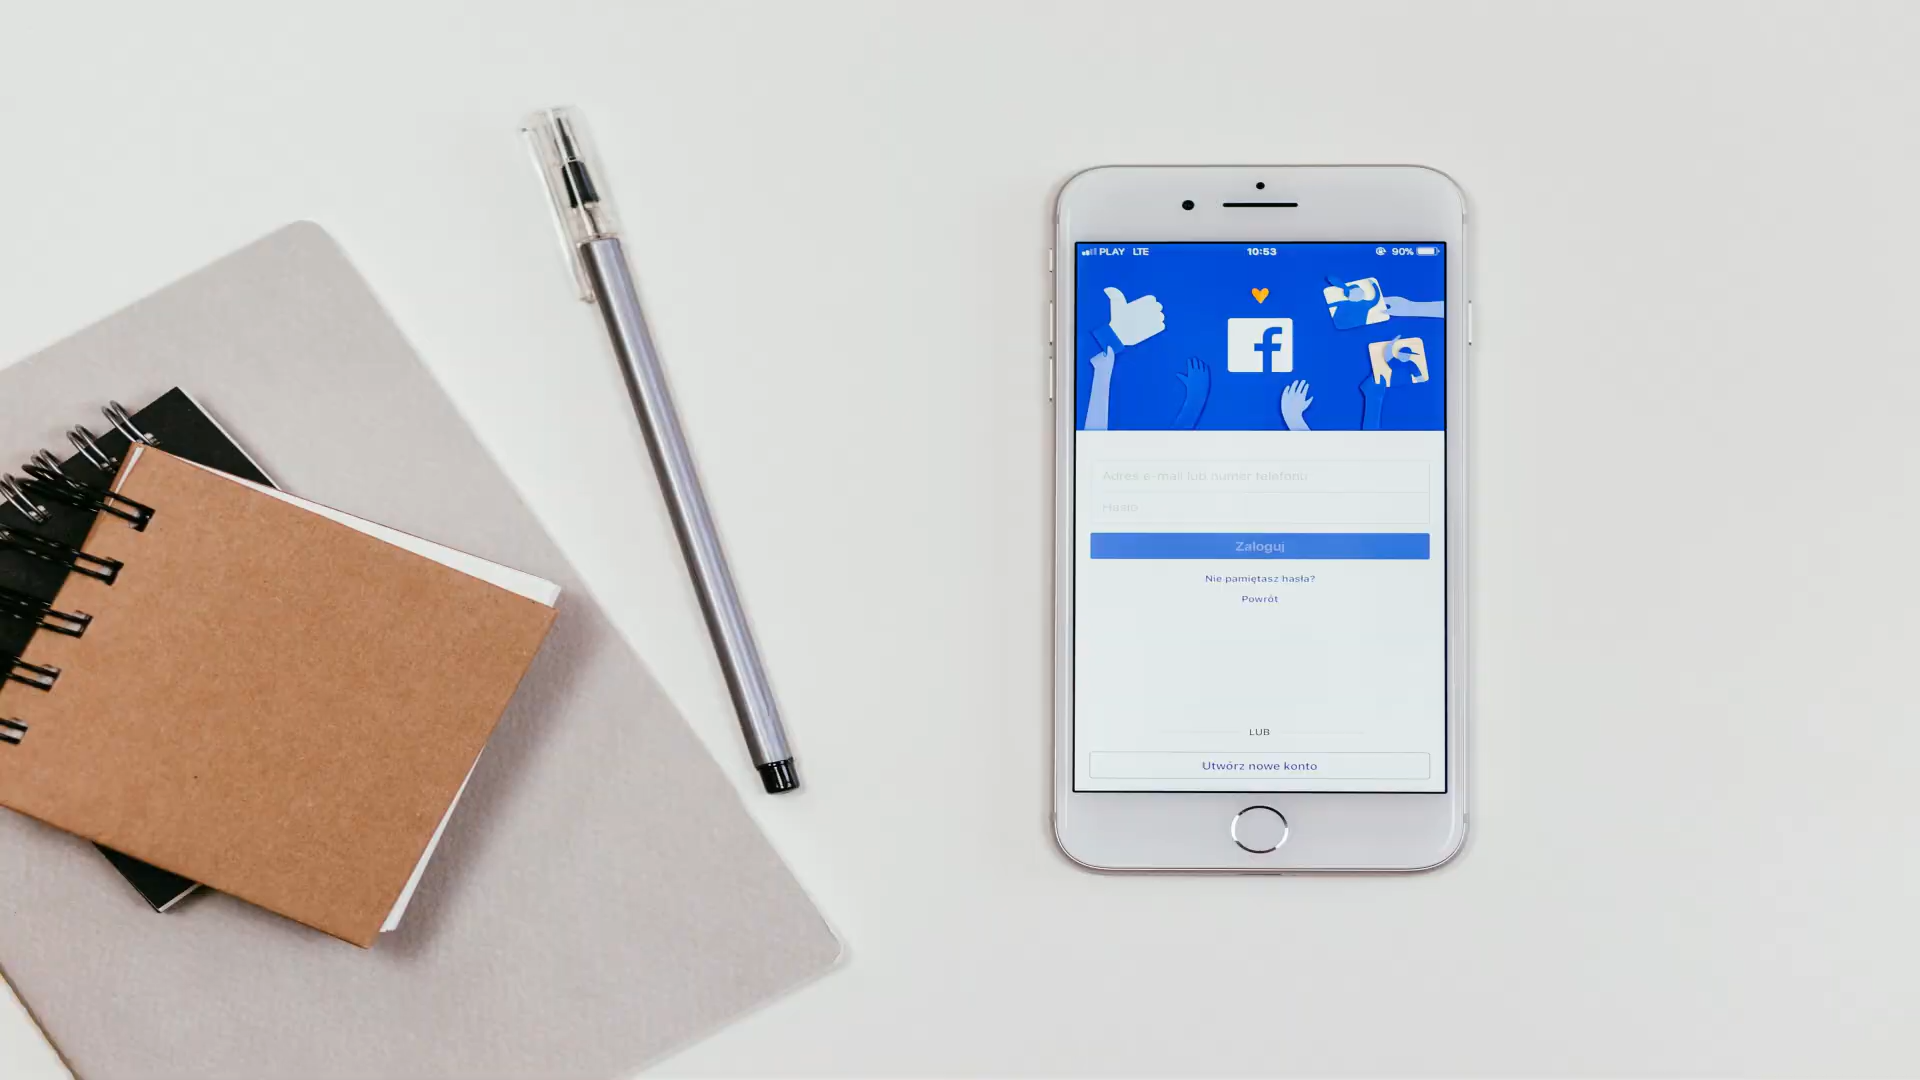 PLAY LTE 10:53 90%
f
Adres e-mail lub numer telefonu
Hasło
Zaloguj
Nie pamiętasz hasła?
Powrót
LUB
Utwórz nowe konto